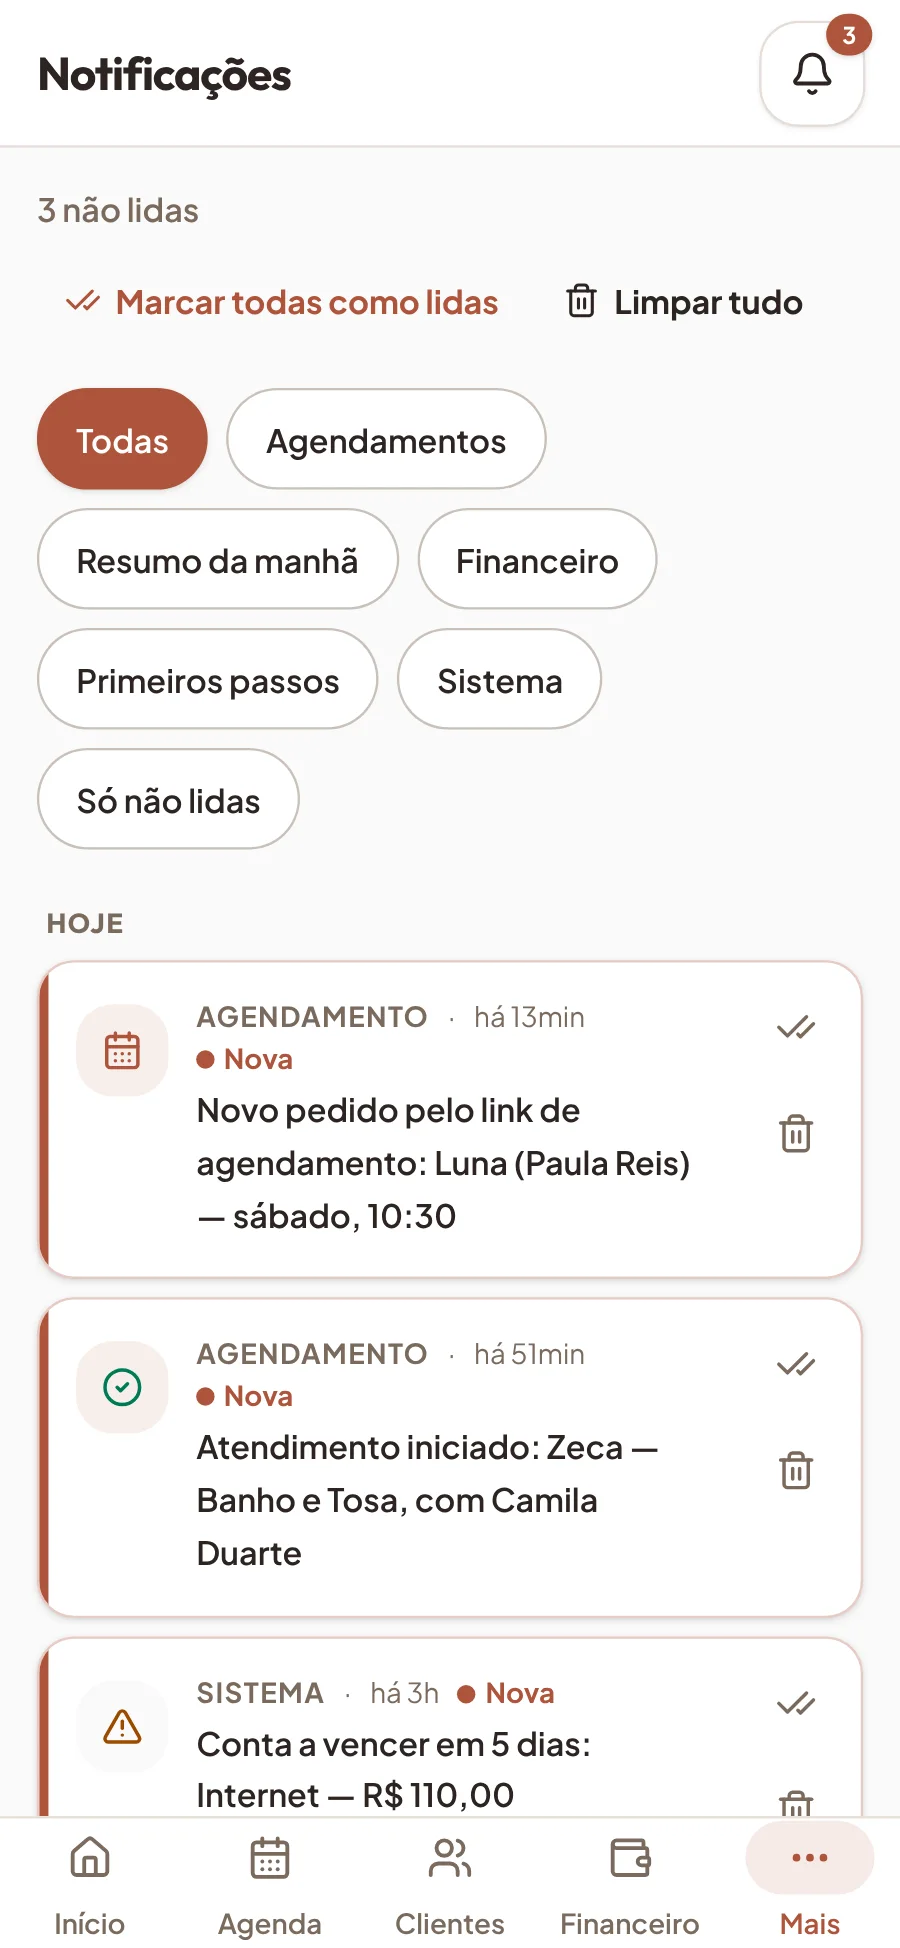 Notificações
3
3 não lidas
Marcar todas como lidas
Limpar tudo
Todas
Agendamentos
Resumo da manhã
Financeiro
Primeiros passos
Sistema
Só não lidas
HOJE
AGENDAMENTO · há 13min
Nova
Novo pedido pelo link de
agendamento: Luna (Paula Reis)
— sábado, 10:30
AGENDAMENTO · há 51min
Nova
Atendimento iniciado: Zeca —
Banho e Tosa, com Camila
Duarte
SISTEMA · há 3h Nova
Conta a vencer em 5 dias:
Internet — R$ 110,00
Início
Agenda
Clientes
Financeiro
Mais